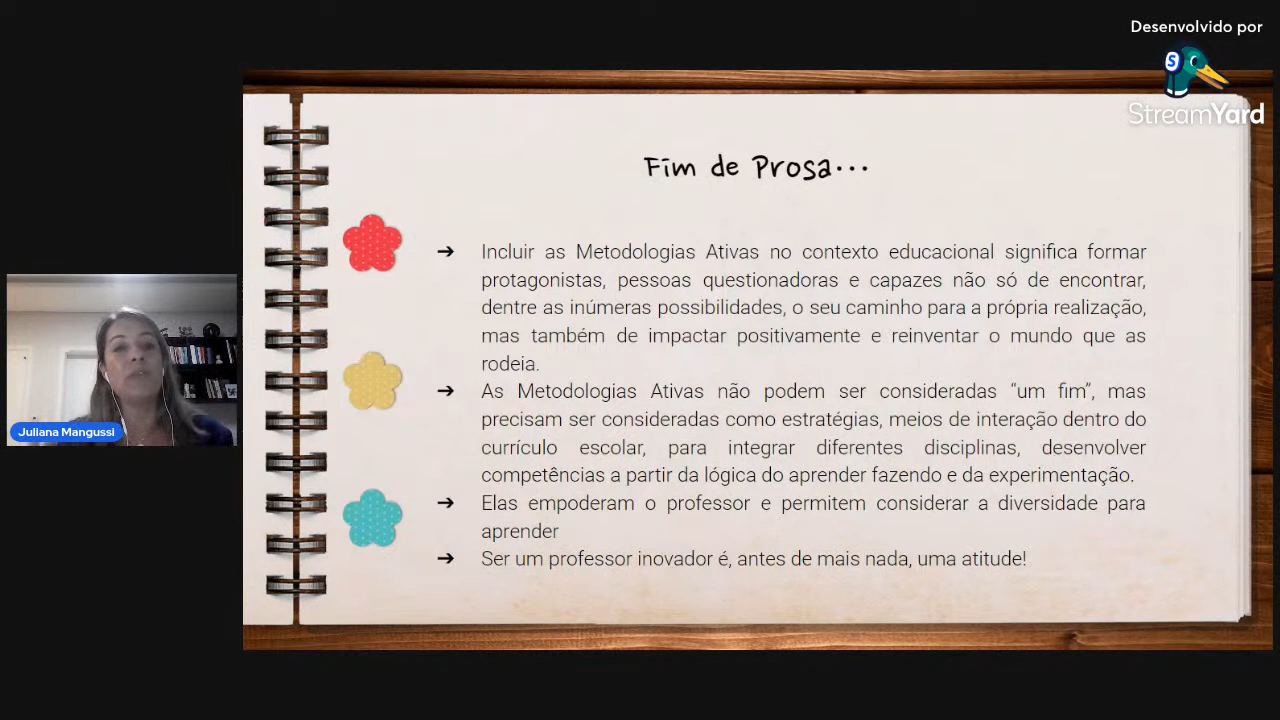 Desenvolvido por
S
StreamYard
Fim de Prosa...
➔ Incluir as Metodologias Ativas no contexto educacional significa formar
protagonistas, pessoas questionadoras e capazes não só de encontrar,
dentre as inúmeras possibilidades, o seu caminho para a própria realização,
mas também de impactar positivamente e reinventar o mundo que as
rodeia.
➔ As Metodologias Ativas não podem ser consideradas “um fim”, mas
precisam ser consideradas como estratégias, meios de interação dentro do
currículo escolar, para integrar diferentes disciplinas, desenvolver
competências a partir da lógica do aprender fazendo e da experimentação.
➔ Elas empoderam o professor e permitem considerar a diversidade para
aprender
➔ Ser um professor inovador é, antes de mais nada, uma atitude!
Juliana Mangussi